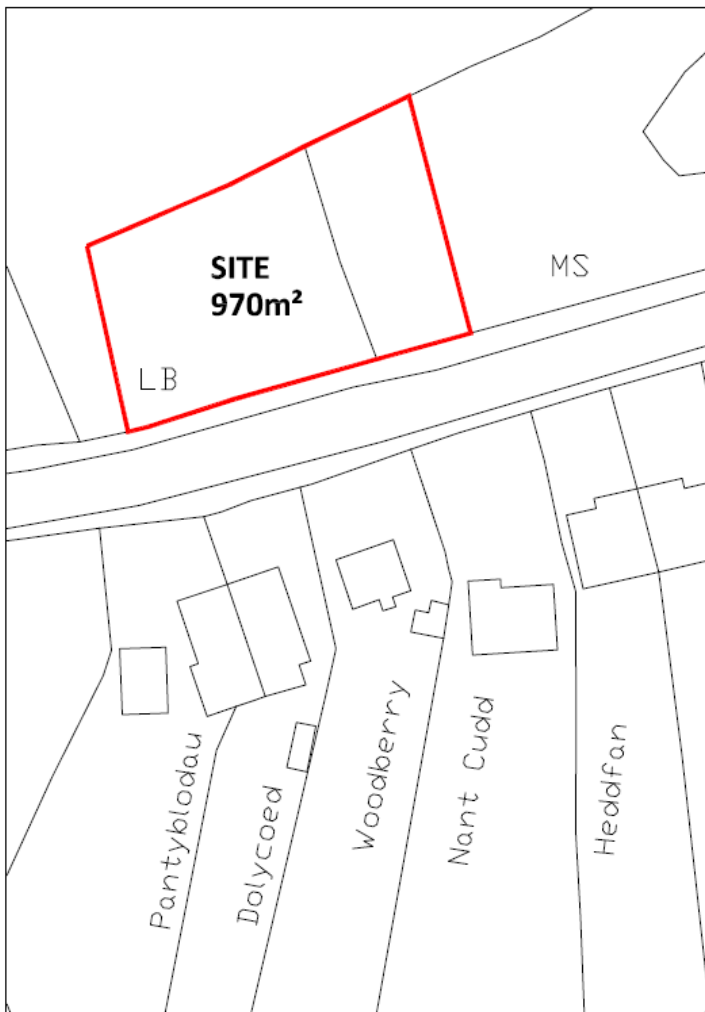 SITE
970m²
MS
LB
Pantyblodau
Dolycoed
Woodberry
Nant Cudd
Heddfan